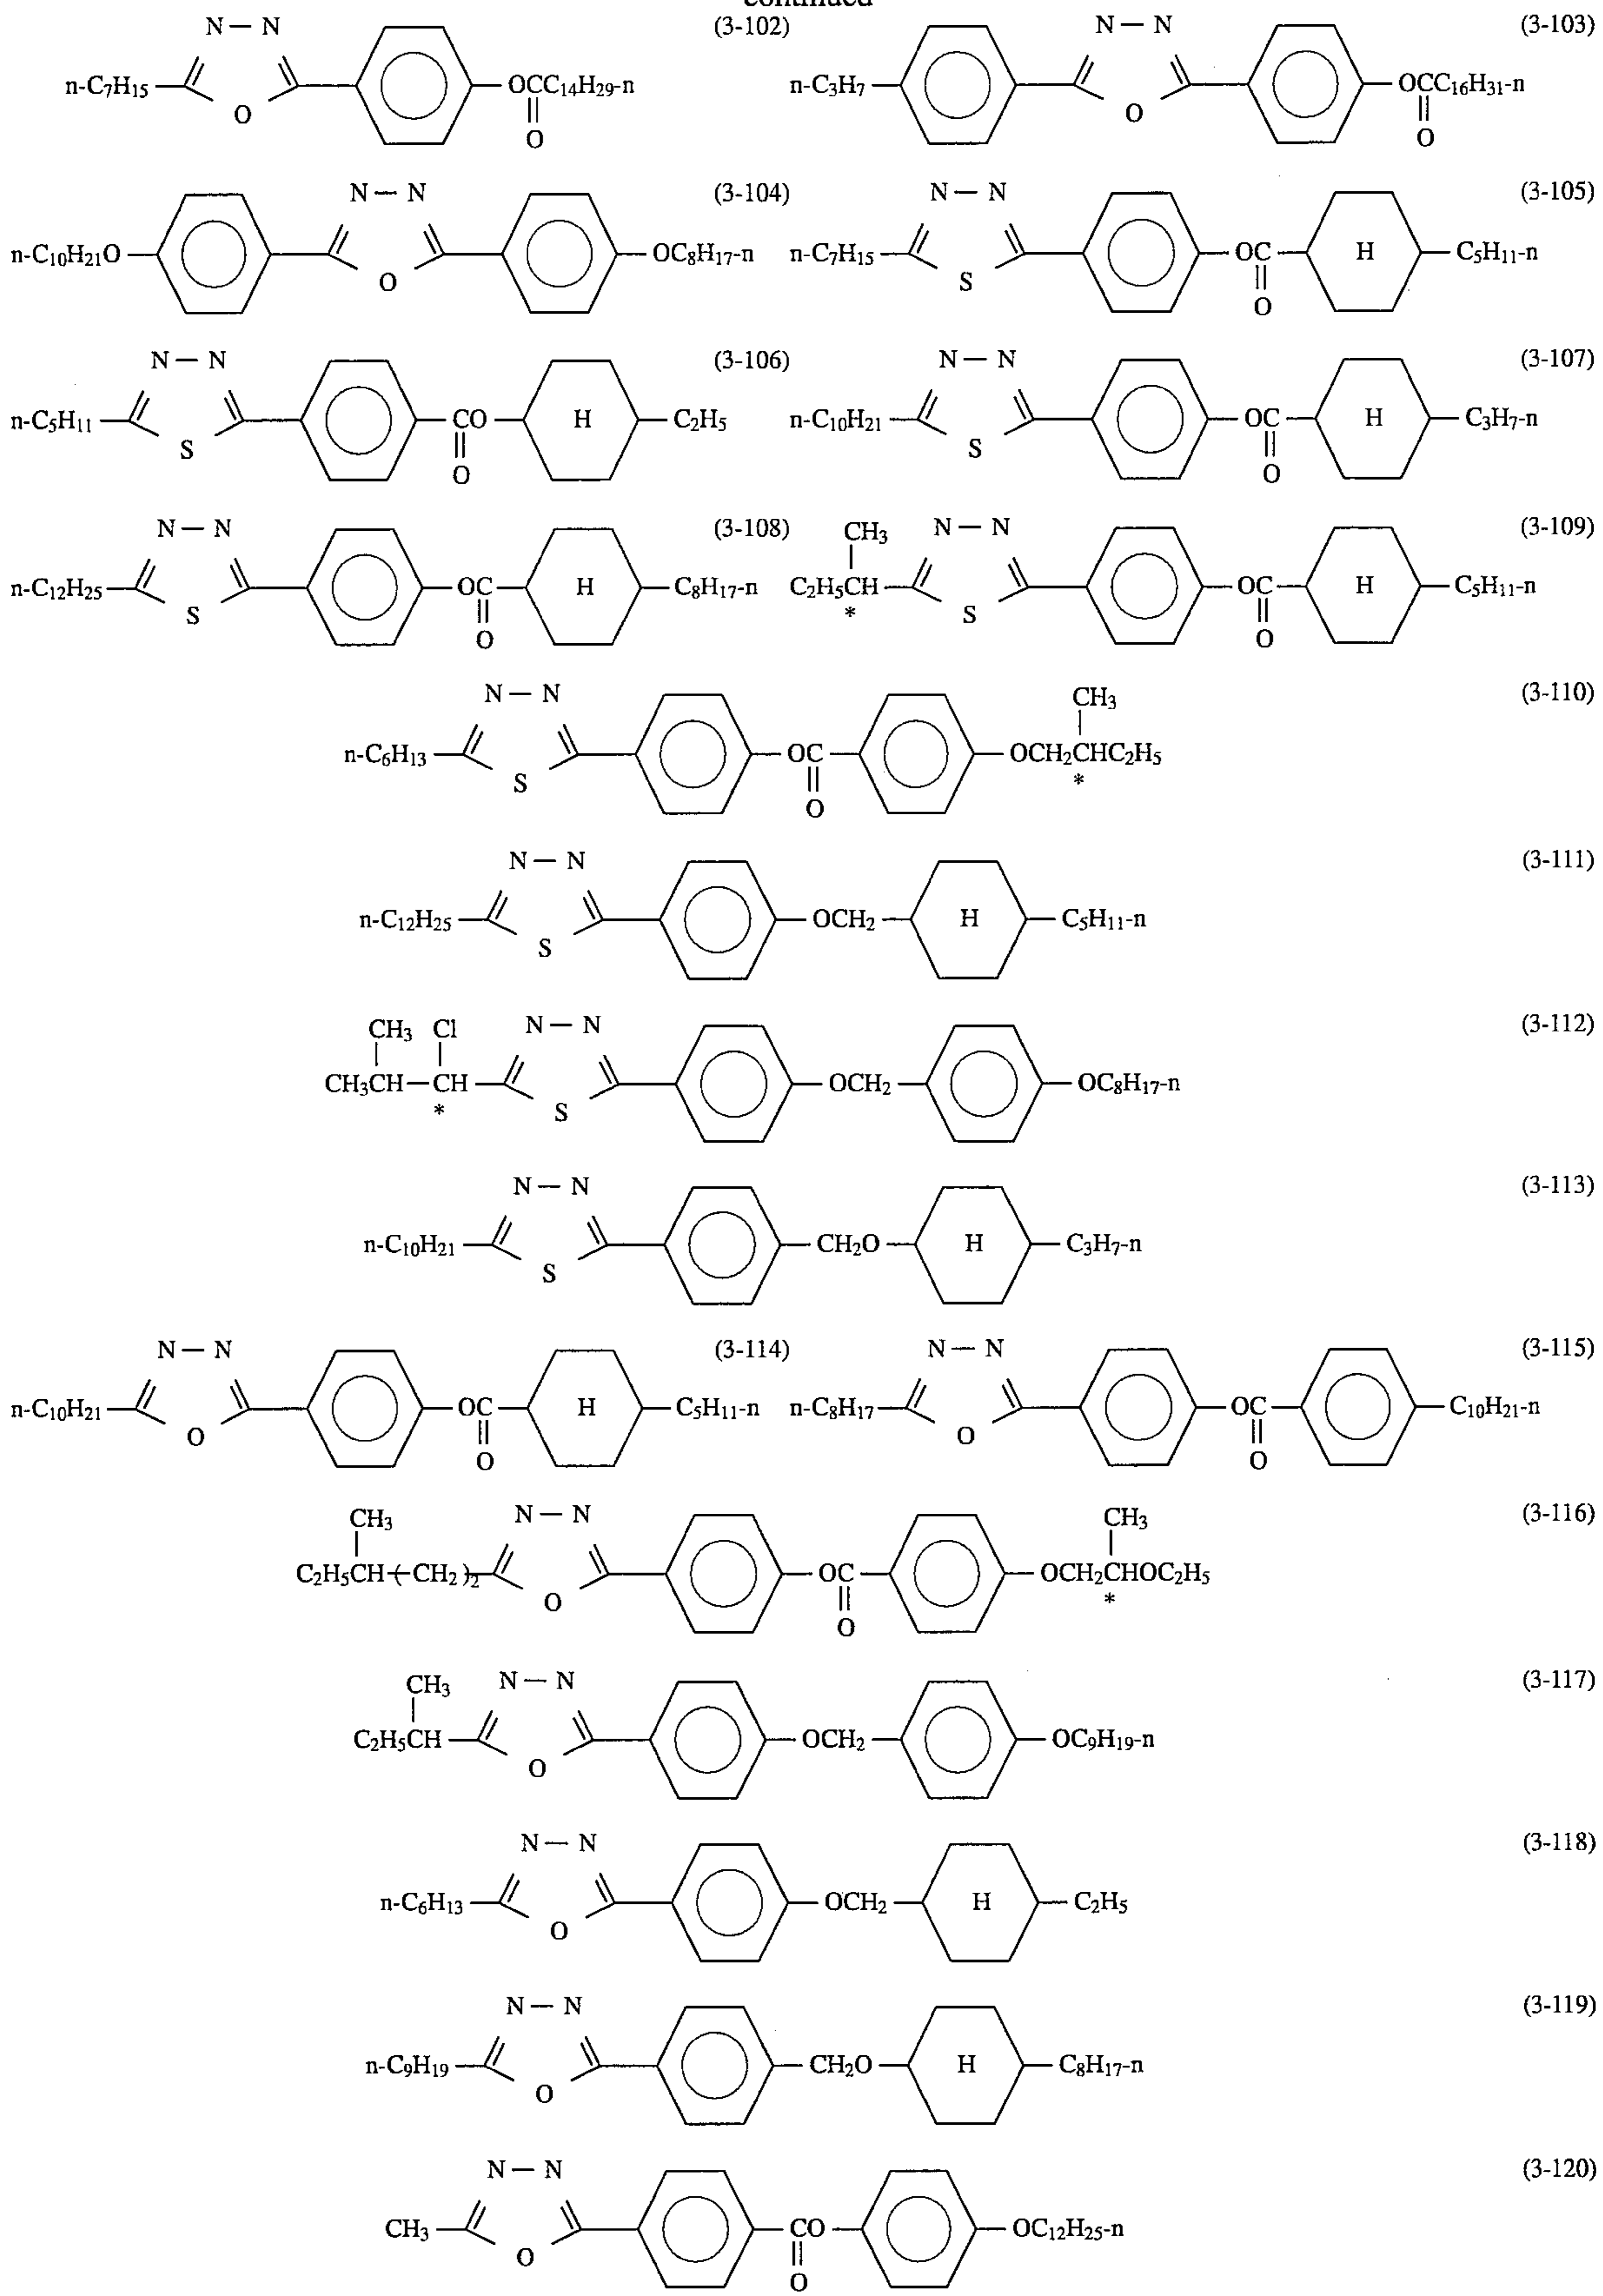 continued
N — N (3-102)
n-C7H15 O OCC14H29-n
O
N — N (3-103)
n-C3H7 O OCC16H31-n
O
N — N (3-104)
n-C10H21O O OC8H17-n
N — N (3-105)
n-C7H15 S OC H C5H11-n
O
N — N (3-106)
n-C5H11 S CO H C2H5
O
N — N (3-107)
n-C10H21 S OC H C3H7-n
O
N — N (3-108)
n-C12H25 S OC H C8H17-n
O
CH3 N — N (3-109)
C2H5CH S OC H C5H11-n
* O
N — N CH3 (3-110)
n-C6H13 S OC OCH2CHC2H5
O *
N — N (3-111)
n-C12H25 S OCH2 H C5H11-n
CH3 Cl N — N (3-112)
CH3CH—CH S OCH2 OC8H17-n
*
N — N (3-113)
n-C10H21 S CH2O H C3H7-n
N — N (3-114)
n-C10H21 O OC H C5H11-n
O
N — N (3-115)
n-C8H17 O OC C10H21-n
O
CH3 N — N CH3 (3-116)
C2H5CH-(CH2)2 O OC OCH2CHOC2H5
O *
CH3 N — N (3-117)
C2H5CH O OCH2 OC9H19-n
N — N (3-118)
n-C6H13 O OCH2 H C2H5
N — N (3-119)
n-C9H19 O CH2O H C8H17-n
N — N (3-120)
CH3 O CO OC12H25-n
O